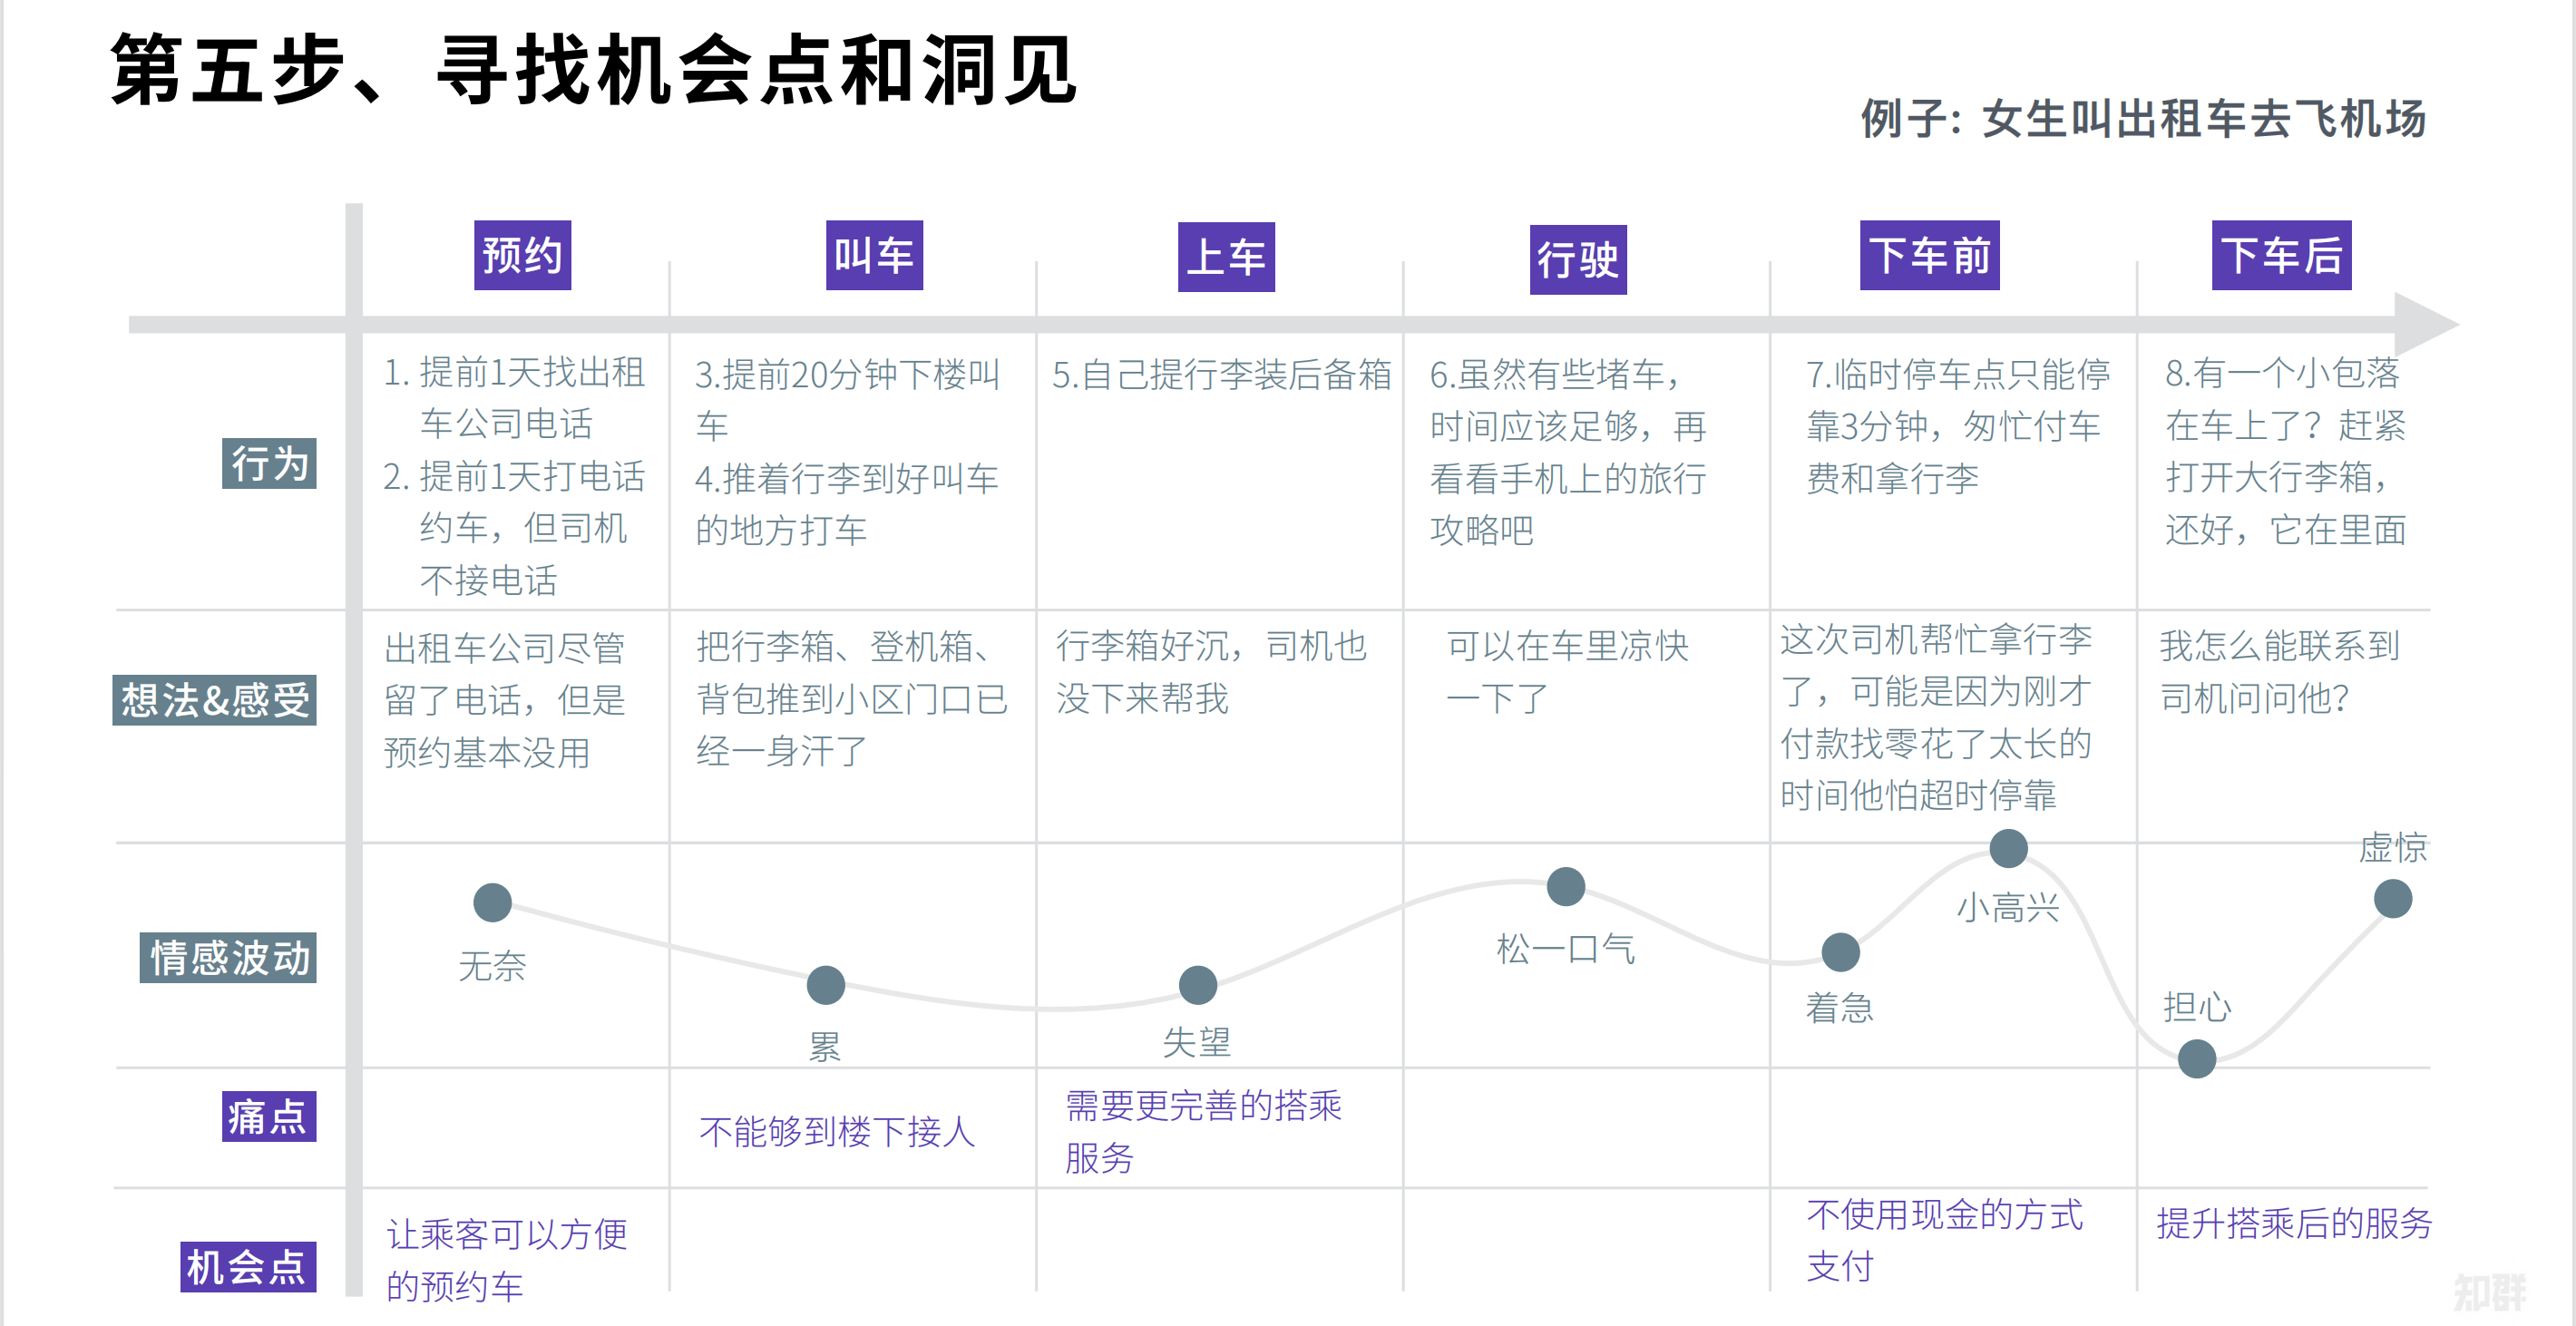 第五步、寻找机会点和洞见
例子: 女生叫出租车去飞机场
预约
叫车
上车
行驶
下车前
下车后
行为
1. 提前1天找出租
车公司电话
2. 提前1天打电话
约车，但司机
不接电话
3.提前20分钟下楼叫
车
4.推着行李到好叫车
的地方打车
5.自己提行李装后备箱
6.虽然有些堵车，
时间应该足够，再
看看手机上的旅行
攻略吧
7.临时停车点只能停
靠3分钟，匆忙付车
费和拿行李
8.有一个小包落
在车上了？赶紧
打开大行李箱，
还好，它在里面
想法&感受
出租车公司尽管
留了电话，但是
预约基本没用
把行李箱、登机箱、
背包推到小区门口已
经一身汗了
行李箱好沉，司机也
没下来帮我
可以在车里凉快
一下了
这次司机帮忙拿行李
了，可能是因为刚才
付款找零花了太长的
时间他怕超时停靠
我怎么能联系到
司机问问他？
情感波动
无奈
累
失望
松一口气
着急
小高兴
担心
虚惊
痛点
不能够到楼下接人
需要更完善的搭乘
服务
机会点
让乘客可以方便
的预约车
不使用现金的方式
支付
提升搭乘后的服务
知群